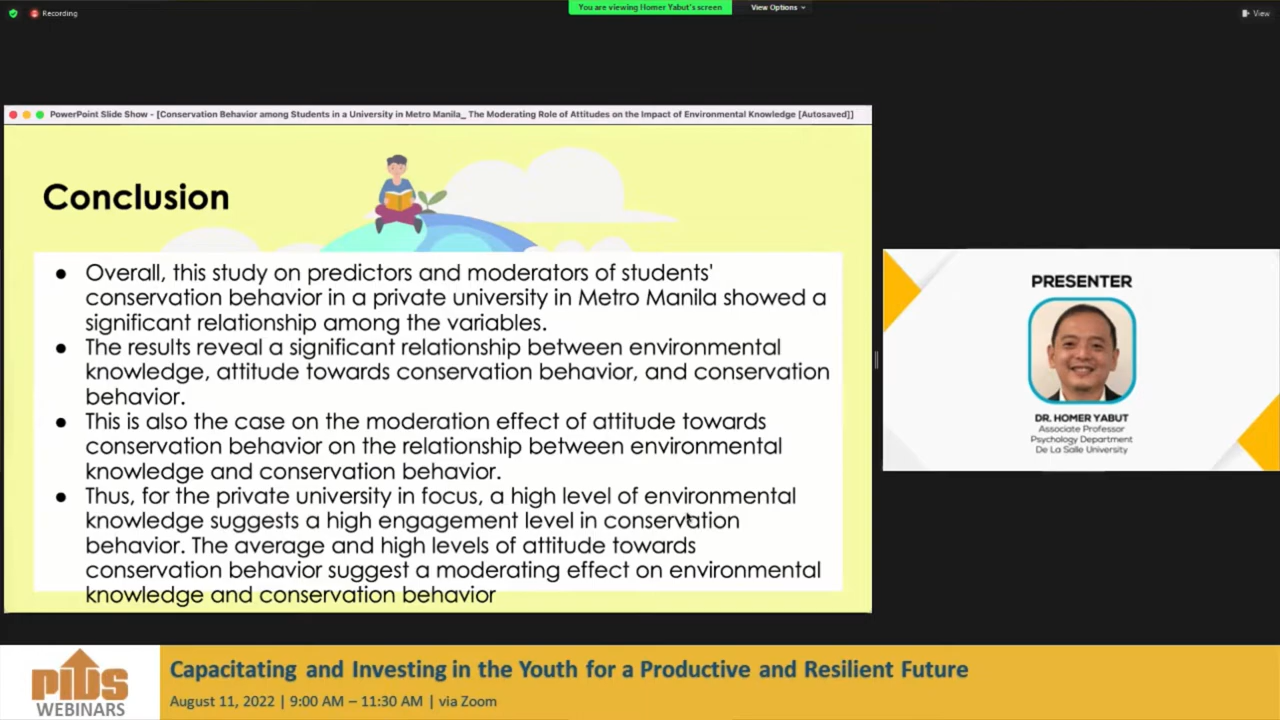 Recording
You are viewing Homer Yabut's screen
View Options
View
PowerPoint Slide Show - [Conservation Behavior among Students in a University in Metro Manila_ The Moderating Role of Attitudes on the Impact of Environmental Knowledge [Autosaved]]
Conclusion
● Overall, this study on predictors and moderators of students'
conservation behavior in a private university in Metro Manila showed a
significant relationship among the variables.
● The results reveal a significant relationship between environmental
knowledge, attitude towards conservation behavior, and conservation
behavior.
● This is also the case on the moderation effect of attitude towards
conservation behavior on the relationship between environmental
knowledge and conservation behavior.
● Thus, for the private university in focus, a high level of environmental
knowledge suggests a high engagement level in conservation
behavior. The average and high levels of attitude towards
conservation behavior suggest a moderating effect on environmental
knowledge and conservation behavior
PRESENTER
DR. HOMER YABUT
Associate Professor
Psychology Department
De La Salle University
PIDS
WEBINARS
Capacitating and Investing in the Youth for a Productive and Resilient Future
August 11, 2022 | 9:00 AM – 11:30 AM | via Zoom